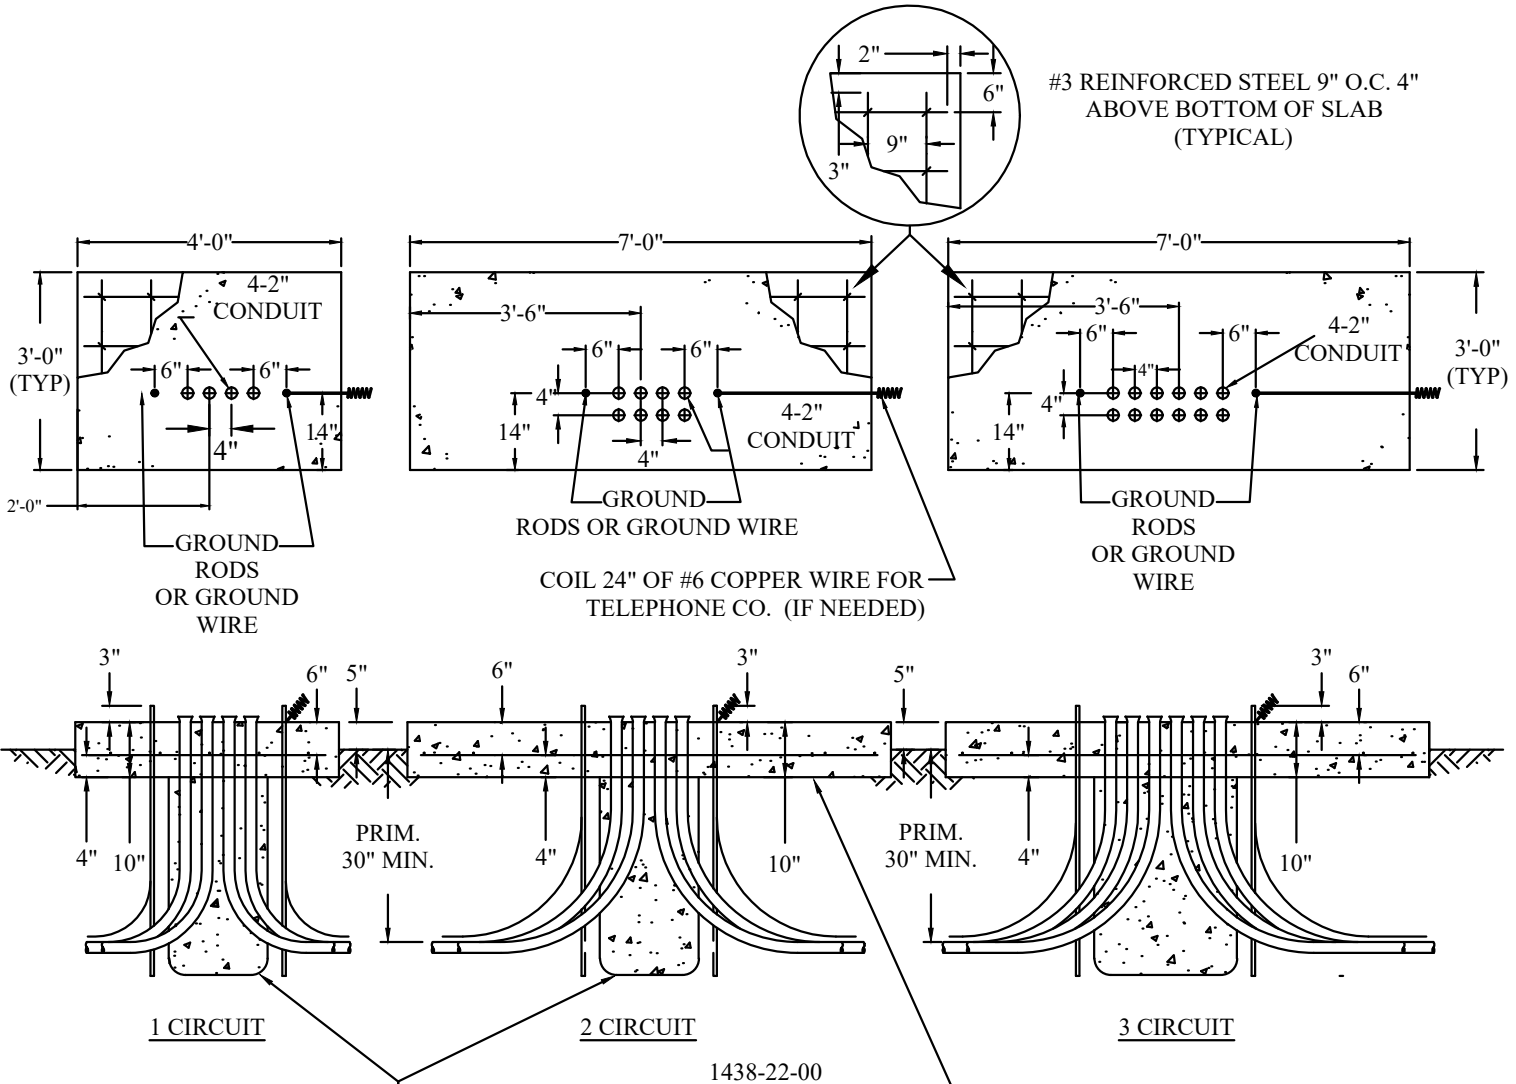 2"
6"
9"
3"
#3 REINFORCED STEEL 9" O.C. 4"
ABOVE BOTTOM OF SLAB
(TYPICAL)
4'-0"
4-2"
CONDUIT
3'-0"
(TYP)
6"
6"
4"
14"
2'-0"
GROUND
RODS
OR GROUND
WIRE
7'-0"
3'-6"
6"
6"
4"
14"
4"
4-2"
CONDUIT
GROUND
RODS OR GROUND WIRE
COIL 24" OF #6 COPPER WIRE FOR
TELEPHONE CO. (IF NEEDED)
7'-0"
3'-6"
6"
6"
4"
4-2"
CONDUIT
4"
14"
3'-0"
(TYP)
GROUND
RODS
OR GROUND
WIRE
3"
6"
5"
4"
10"
PRIM.
30" MIN.
1 CIRCUIT
6"
3"
5"
4"
10"
PRIM.
30" MIN.
2 CIRCUIT
3"
6"
4"
10"
3 CIRCUIT
1438-22-00